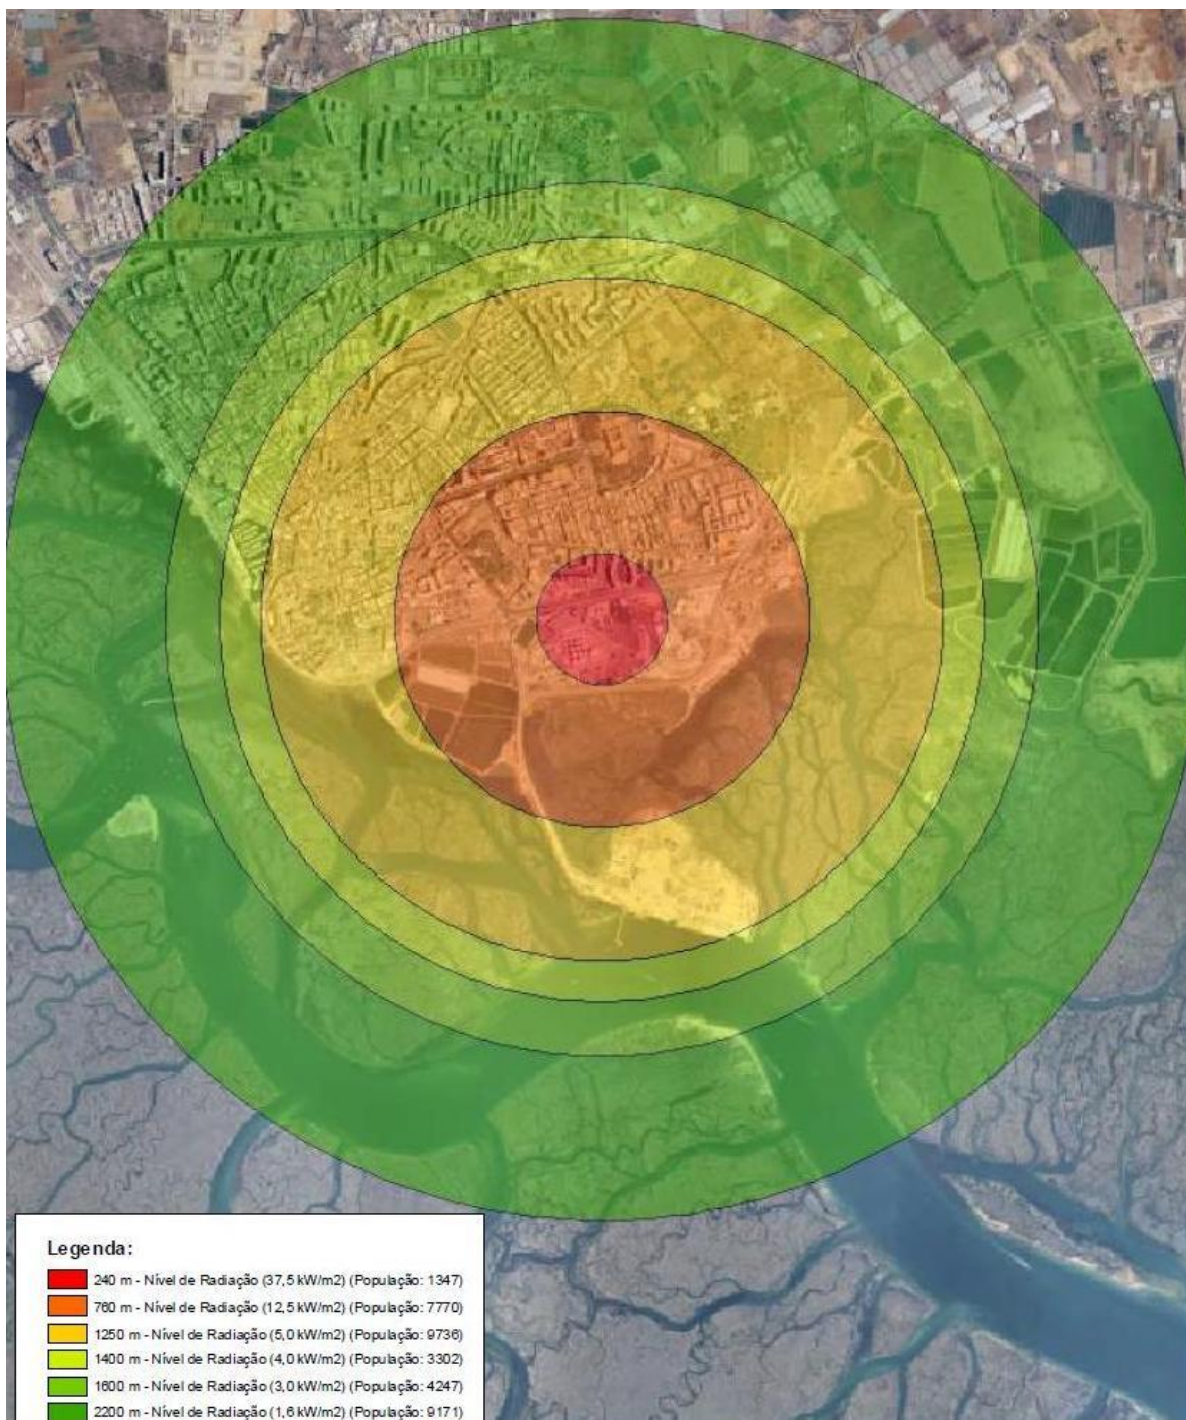 Legenda:
240 m - Nível de Radiação (37,5 kW/m2) (População: 1347)
760 m - Nível de Radiação (12,5 kW/m2) (População: 7770)
1250 m - Nível de Radiação (5,0 kW/m2) (População: 9736)
1400 m - Nível de Radiação (4,0 kW/m2) (População: 3302)
1600 m - Nível de Radiação (3,0 kW/m2) (População: 4247)
2200 m - Nível de Radiação (1,6 kW/m2) (População: 9171)